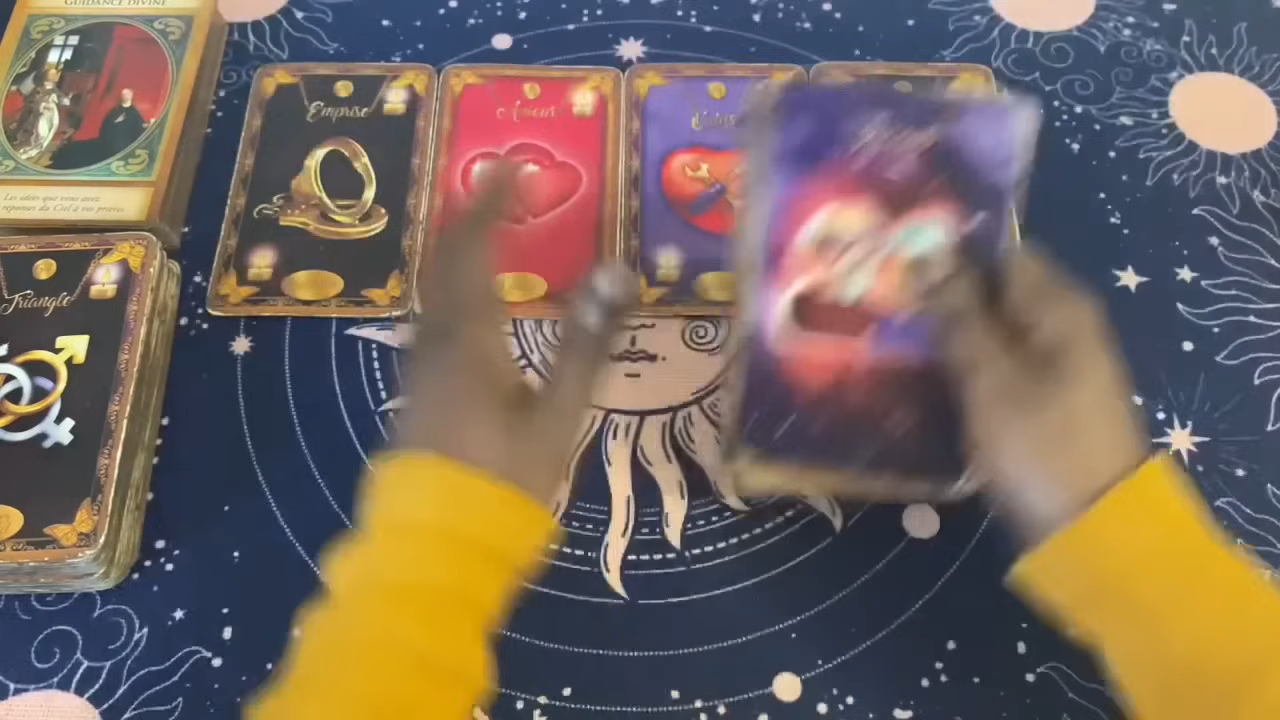 GUIDANCE DIVINE
Les idées que vous avez
réponses du Ciel à vos prières.
Emprise
Amour
Triangle